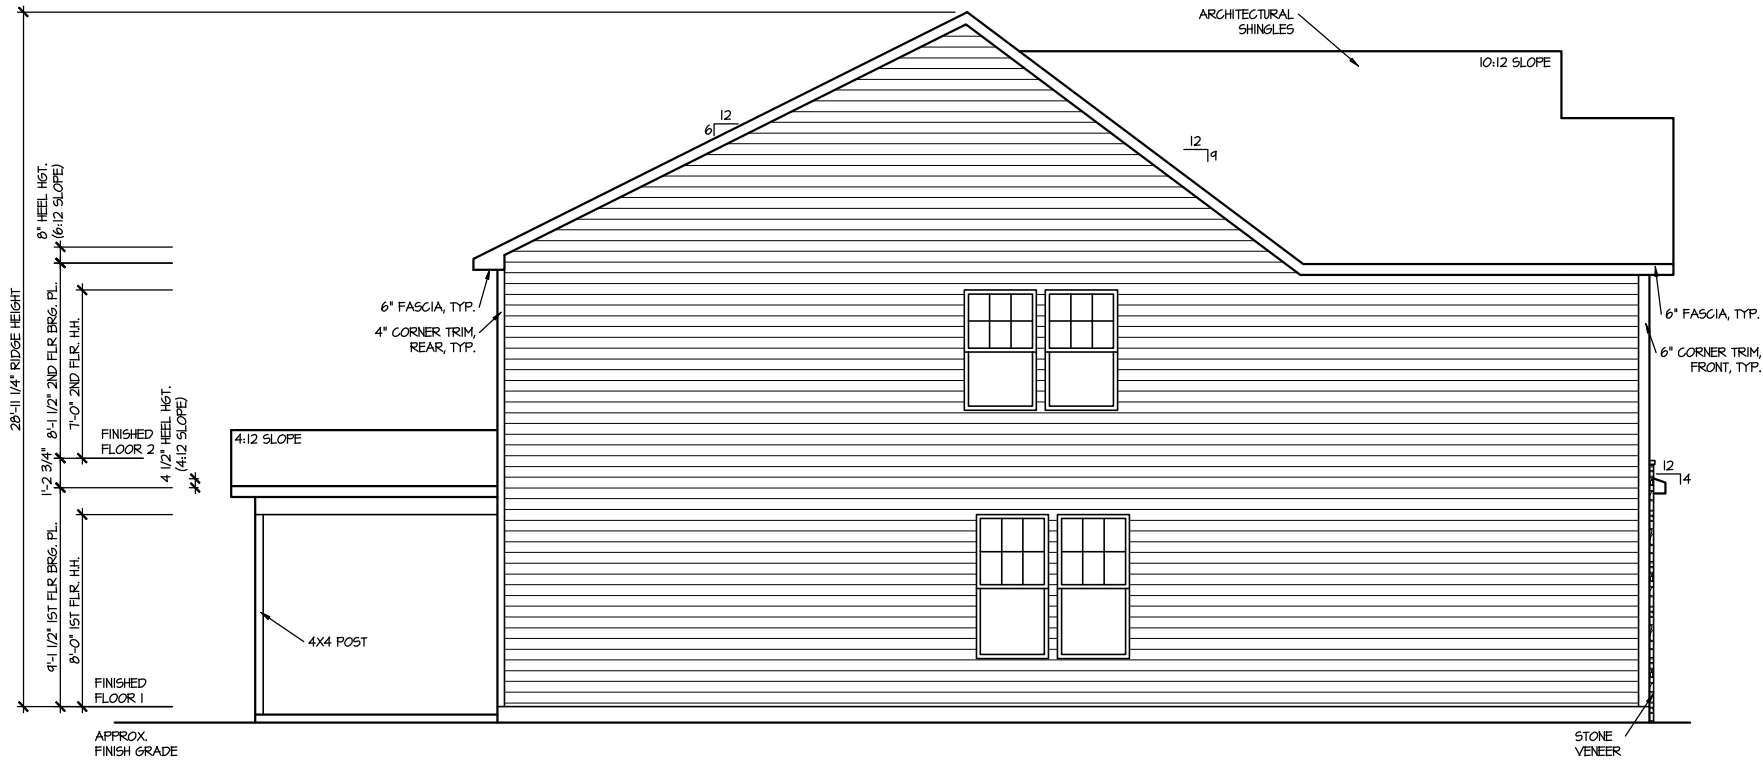 ARCHITECTURAL
SHINGLES
10:12 SLOPE
12
6
12
9
8" HEEL HGT.
(6:12 SLOPE)
28'-11 1/4" RIDGE HEIGHT
8'-1 1/2" 2ND FLR BRG. PL.
7'-0" 2ND FLR. H.H.
6" FASCIA, TYP.
4" CORNER TRIM,
REAR, TYP.
6" FASCIA, TYP.
6" CORNER TRIM,
FRONT, TYP.
FINISHED
FLOOR 2
4 1/2" HEEL HGT.
(4:12 SLOPE)
4:12 SLOPE
1'-2 3/4"
12
4
9'-1 1/2" 1ST FLR BRG. PL.
8'-0" 1ST FLR. H.H.
4X4 POST
FINISHED
FLOOR 1
APPROX.
FINISH GRADE
STONE
VENEER